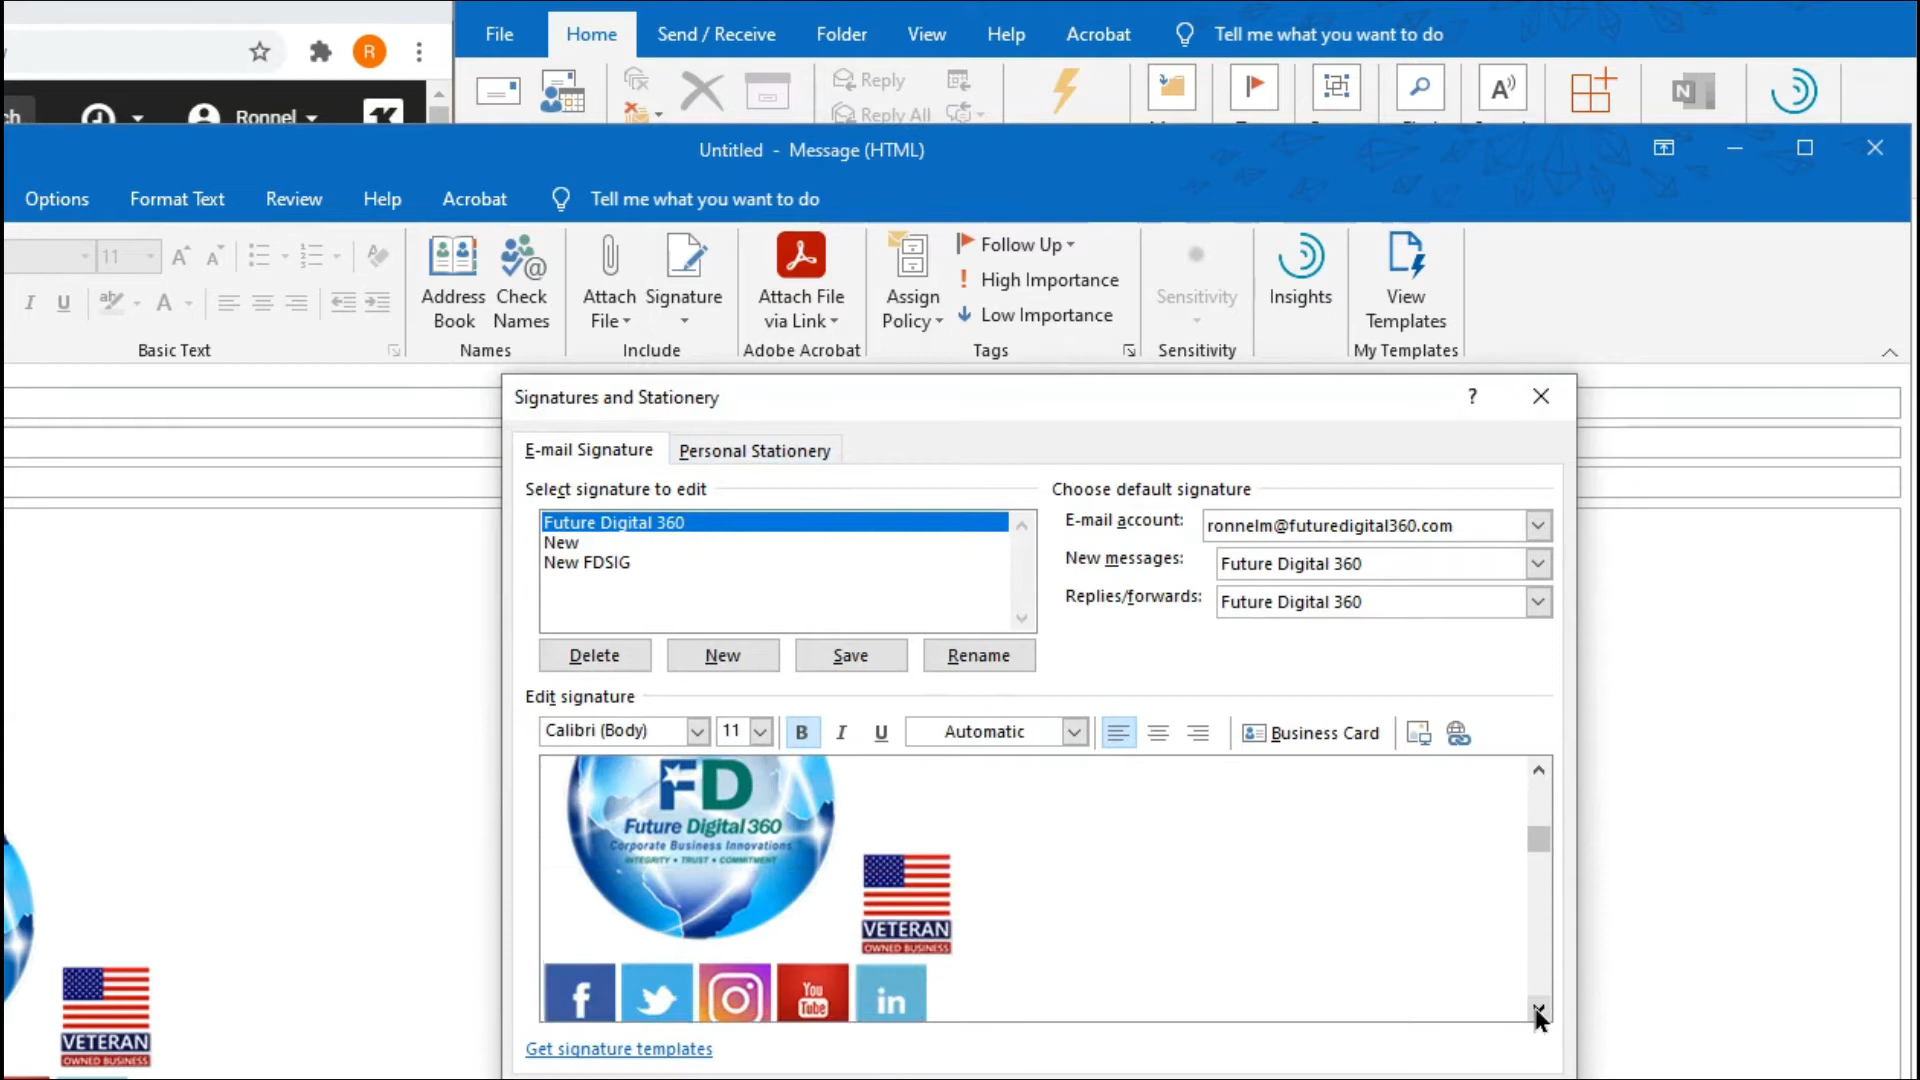 File Home Send / Receive Folder View Help Acrobat Tell me what you want to do
R
Reply
Reply All
N
ch Ronnel
Untitled - Message (HTML)
Options Format Text Review Help Acrobat Tell me what you want to do
11
Address Book
Check Names
Names
Basic Text
Attach File
Signature
Include
Attach File via Link
Adobe Acrobat
Assign Policy
Follow Up
High Importance
Low Importance
Tags
Sensitivity
Sensitivity
Insights
View Templates
My Templates
Signatures and Stationery ?
E-mail Signature Personal Stationery
Select signature to edit
Future Digital 360
New
New FDSIG
Delete New Save Rename
Choose default signature
E-mail account: ronnelm@futuredigital360.com
New messages: Future Digital 360
Replies/forwards: Future Digital 360
Edit signature
Calibri (Body) 11 B I U Automatic Business Card
FD
Future Digital 360
Corporate Business Innovations
INTEGRITY • TRUST • COMMITMENT
VETERAN
OWNED BUSINESS
f You Tube in
Get signature templates
VETERAN
OWNED BUSINESS